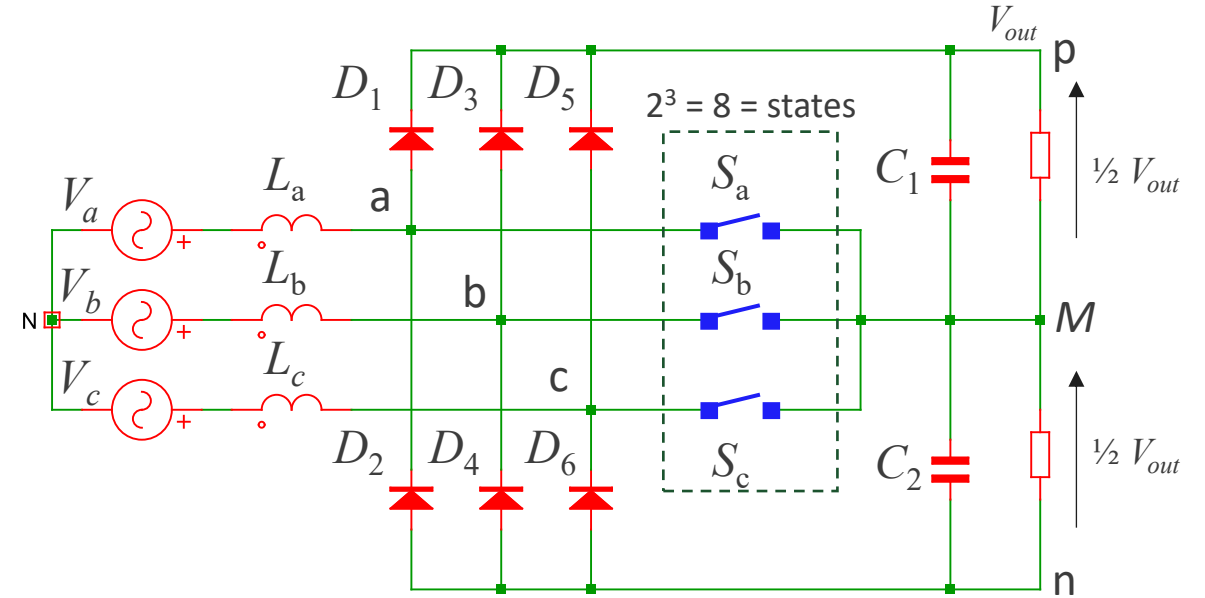 V_out
p
D_1
D_3
D_5
2^3 = 8 = states
S_a
C_1
½ V_out
V_a
+
L_a
a
S_b
V_b
N
+
L_b
b
M
V_c
+
L_c
c
S_c
D_2
D_4
D_6
C_2
½ V_out
n